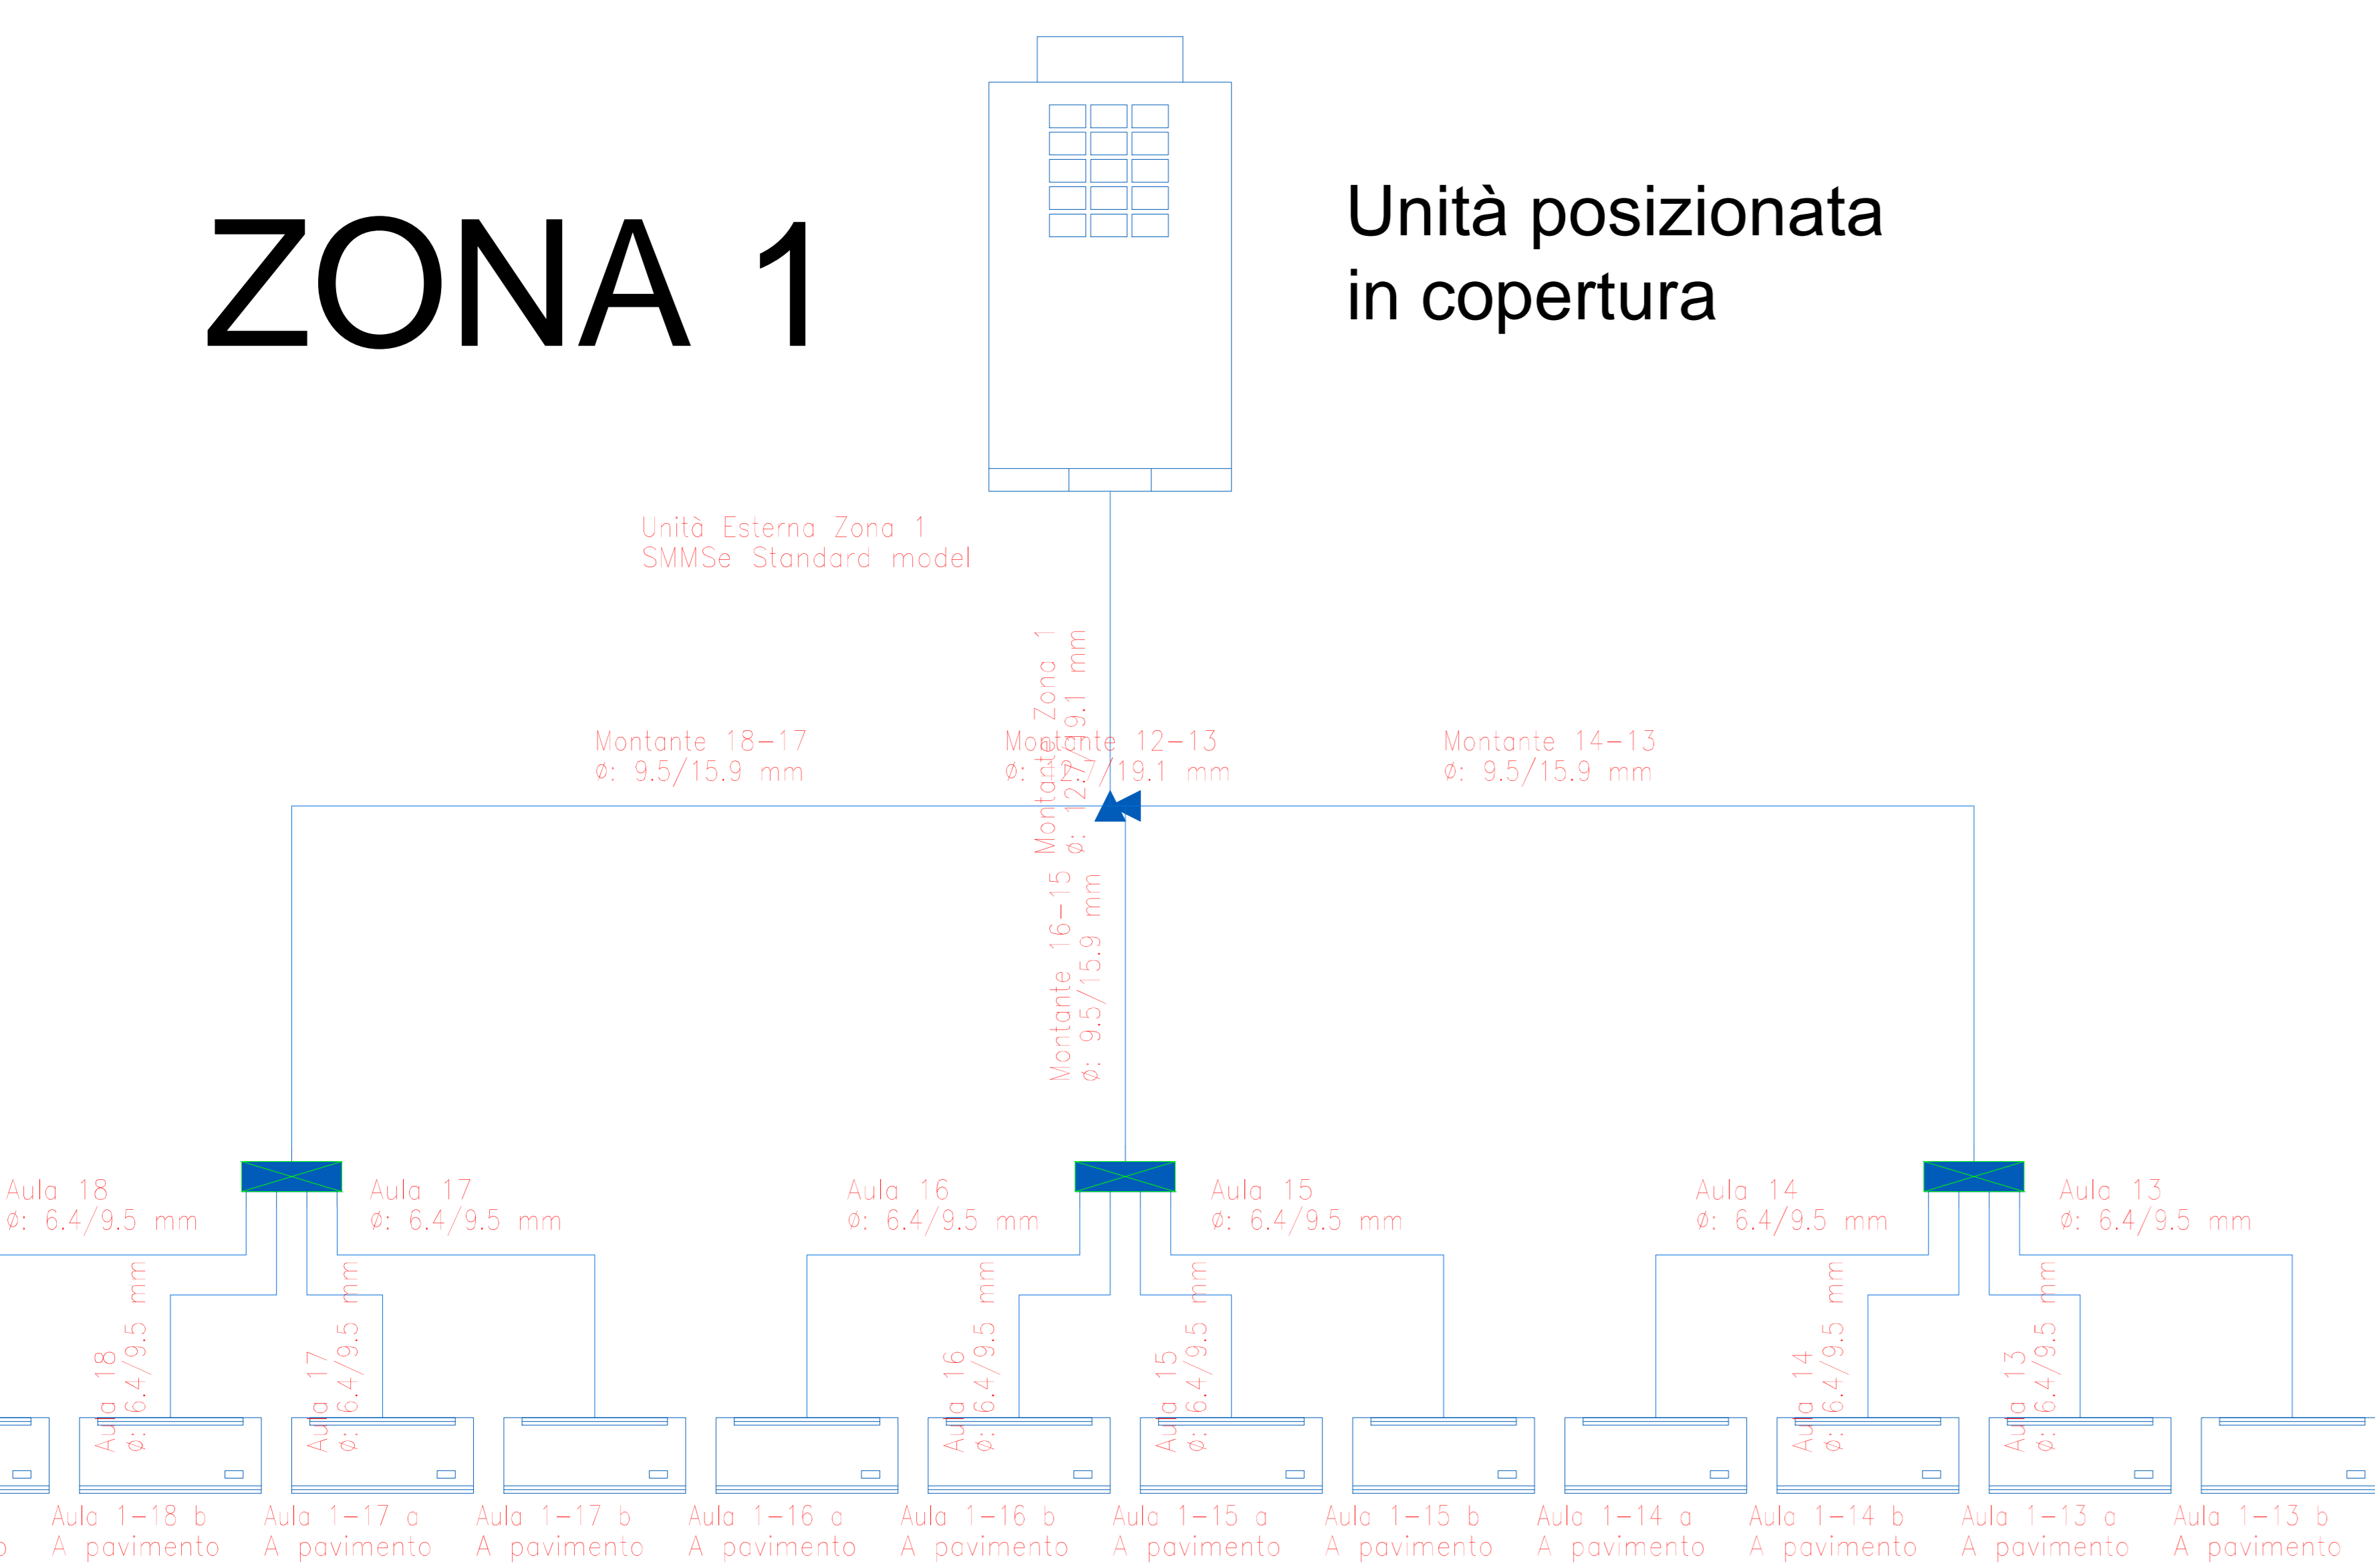 ZONA 1
Unità posizionata
in copertura
Unità Esterna Zona 1
SMMSe Standard model
Montante Zona 1
ø: 12.7/19.1 mm
Montante 18-17
ø: 9.5/15.9 mm
Montante 12-13
ø: 12.7/19.1 mm
Montante 14-13
ø: 9.5/15.9 mm
Montante 16-15
ø: 9.5/15.9 mm
Aula 18
ø: 6.4/9.5 mm
Aula 17
ø: 6.4/9.5 mm
Aula 16
ø: 6.4/9.5 mm
Aula 15
ø: 6.4/9.5 mm
Aula 14
ø: 6.4/9.5 mm
Aula 13
ø: 6.4/9.5 mm
Aula 18
ø: 6.4/9.5 mm
Aula 17
ø: 6.4/9.5 mm
Aula 16
ø: 6.4/9.5 mm
Aula 15
ø: 6.4/9.5 mm
Aula 14
ø: 6.4/9.5 mm
Aula 13
ø: 6.4/9.5 mm
Aula 1-18 b
A pavimento
Aula 1-17 a
A pavimento
Aula 1-17 b
A pavimento
Aula 1-16 a
A pavimento
Aula 1-16 b
A pavimento
Aula 1-15 a
A pavimento
Aula 1-15 b
A pavimento
Aula 1-14 a
A pavimento
Aula 1-14 b
A pavimento
Aula 1-13 a
A pavimento
Aula 1-13 b
A pavimento